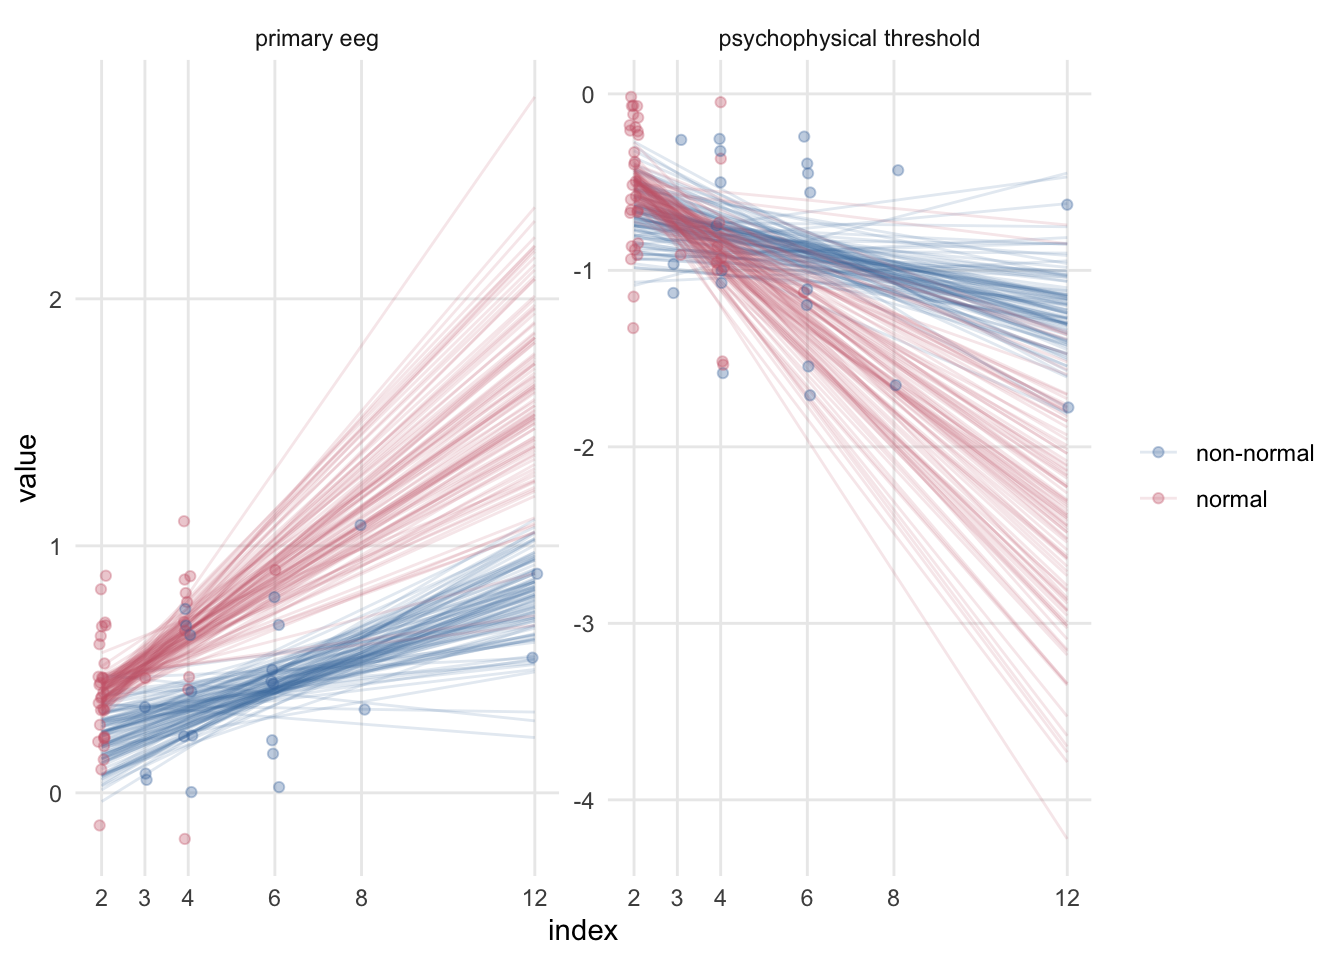 primary eeg
psychophysical threshold
value
2
1
0
0
-1
-2
-3
-4
2 3 4 6 8 12
2 3 4 6 8 12
index
non-normal
normal